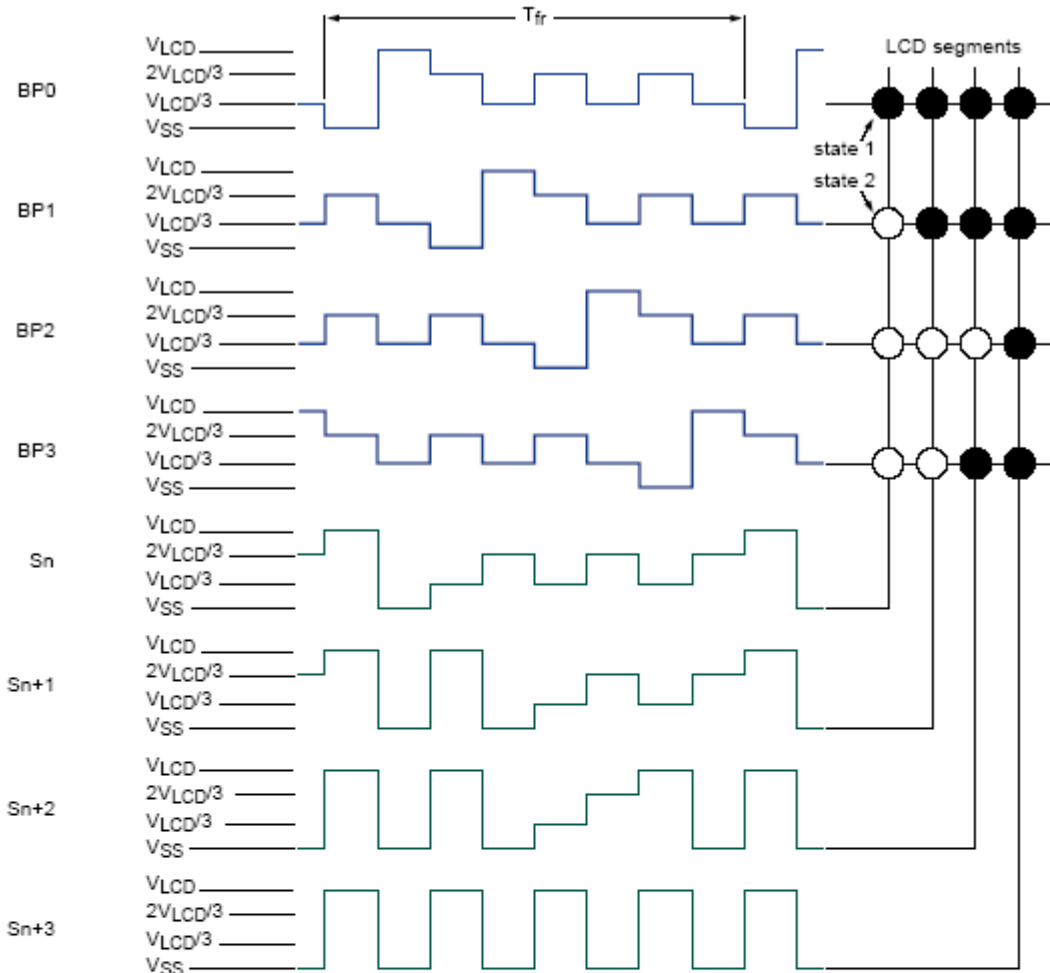 Tfr
LCD segments
BP0
VLCD
2VLCD/3
VLCD/3
VSS
state 1
state 2
BP1
VLCD
2VLCD/3
VLCD/3
VSS
BP2
VLCD
2VLCD/3
VLCD/3
VSS
BP3
VLCD
2VLCD/3
VLCD/3
VSS
Sn
VLCD
2VLCD/3
VLCD/3
VSS
Sn+1
VLCD
2VLCD/3
VLCD/3
VSS
Sn+2
VLCD
2VLCD/3
VLCD/3
VSS
Sn+3
VLCD
2VLCD/3
VLCD/3
VSS